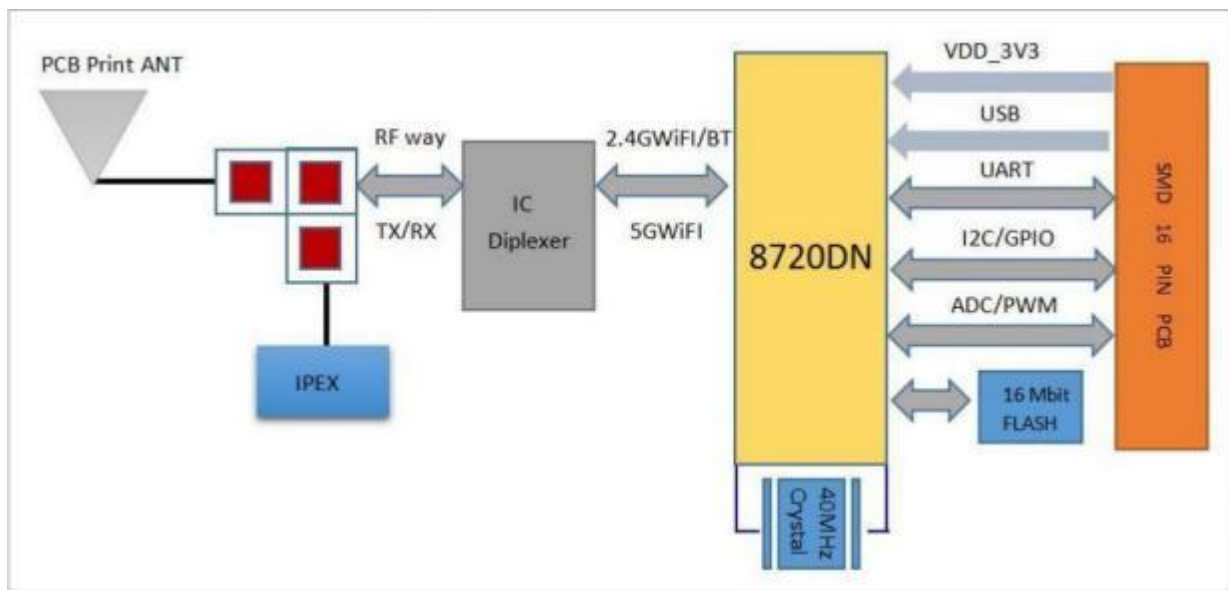 PCB Print ANT
RF way
TX/RX
IPEX
IC
Diplexer
2.4GWiFI/BT
5GWiFI
8720DN
40MHz
Crystal
VDD_3V3
USB
UART
I2C/GPIO
ADC/PWM
16 Mbit
FLASH
SMD 16 PIN PCB